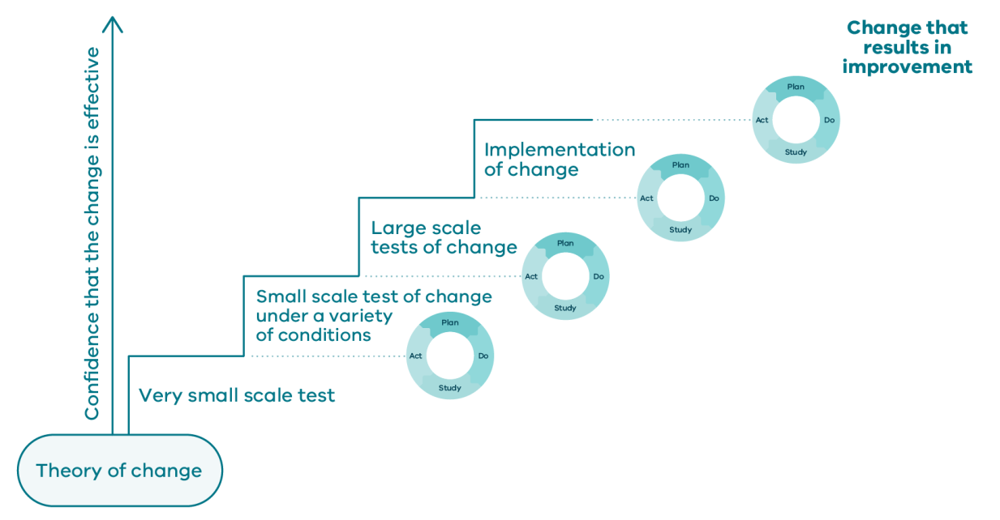 Change that
results in
improvement
Confidence that the change is effective
Plan
Act
Do
Study
Implementation
of change
Plan
Act
Do
Study
Large scale
tests of change
Plan
Act
Do
Study
Small scale test of change
under a variety
of conditions
Plan
Act
Do
Study
Very small scale test
Theory of change